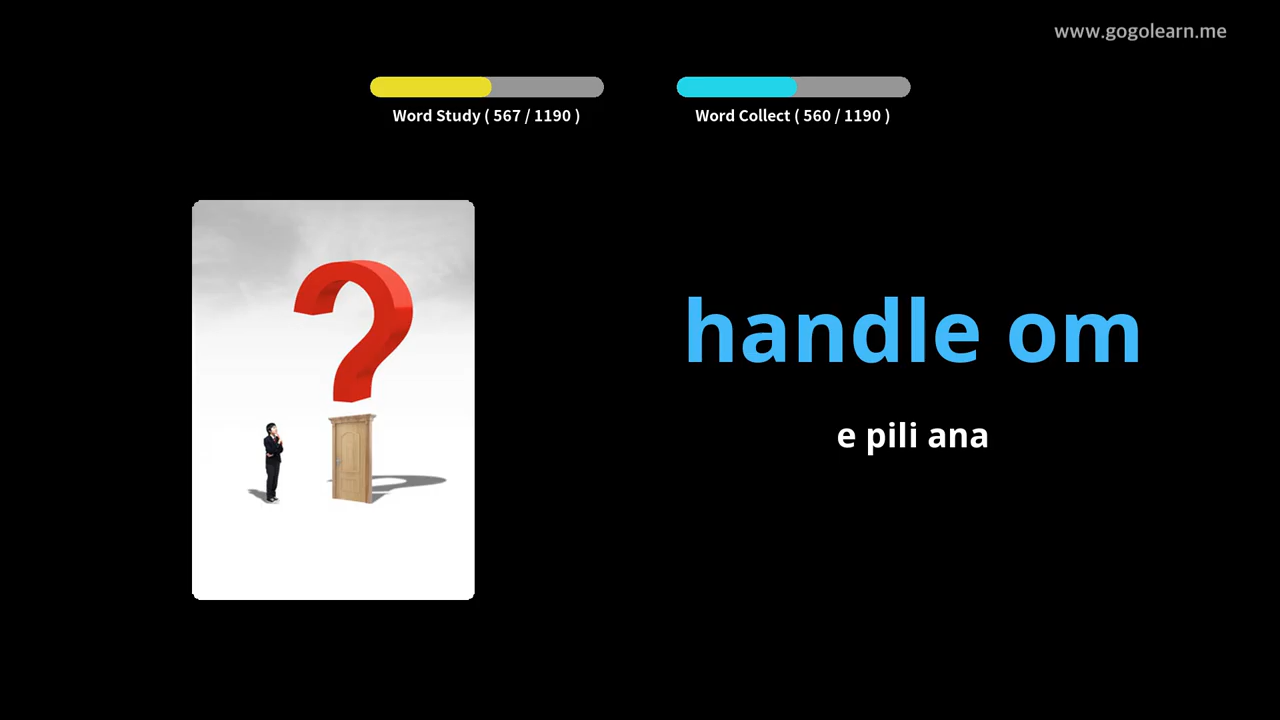 www.gogolearn.me
Word Study ( 567 / 1190 )
Word Collect ( 560 / 1190 )
handle om
e pili ana